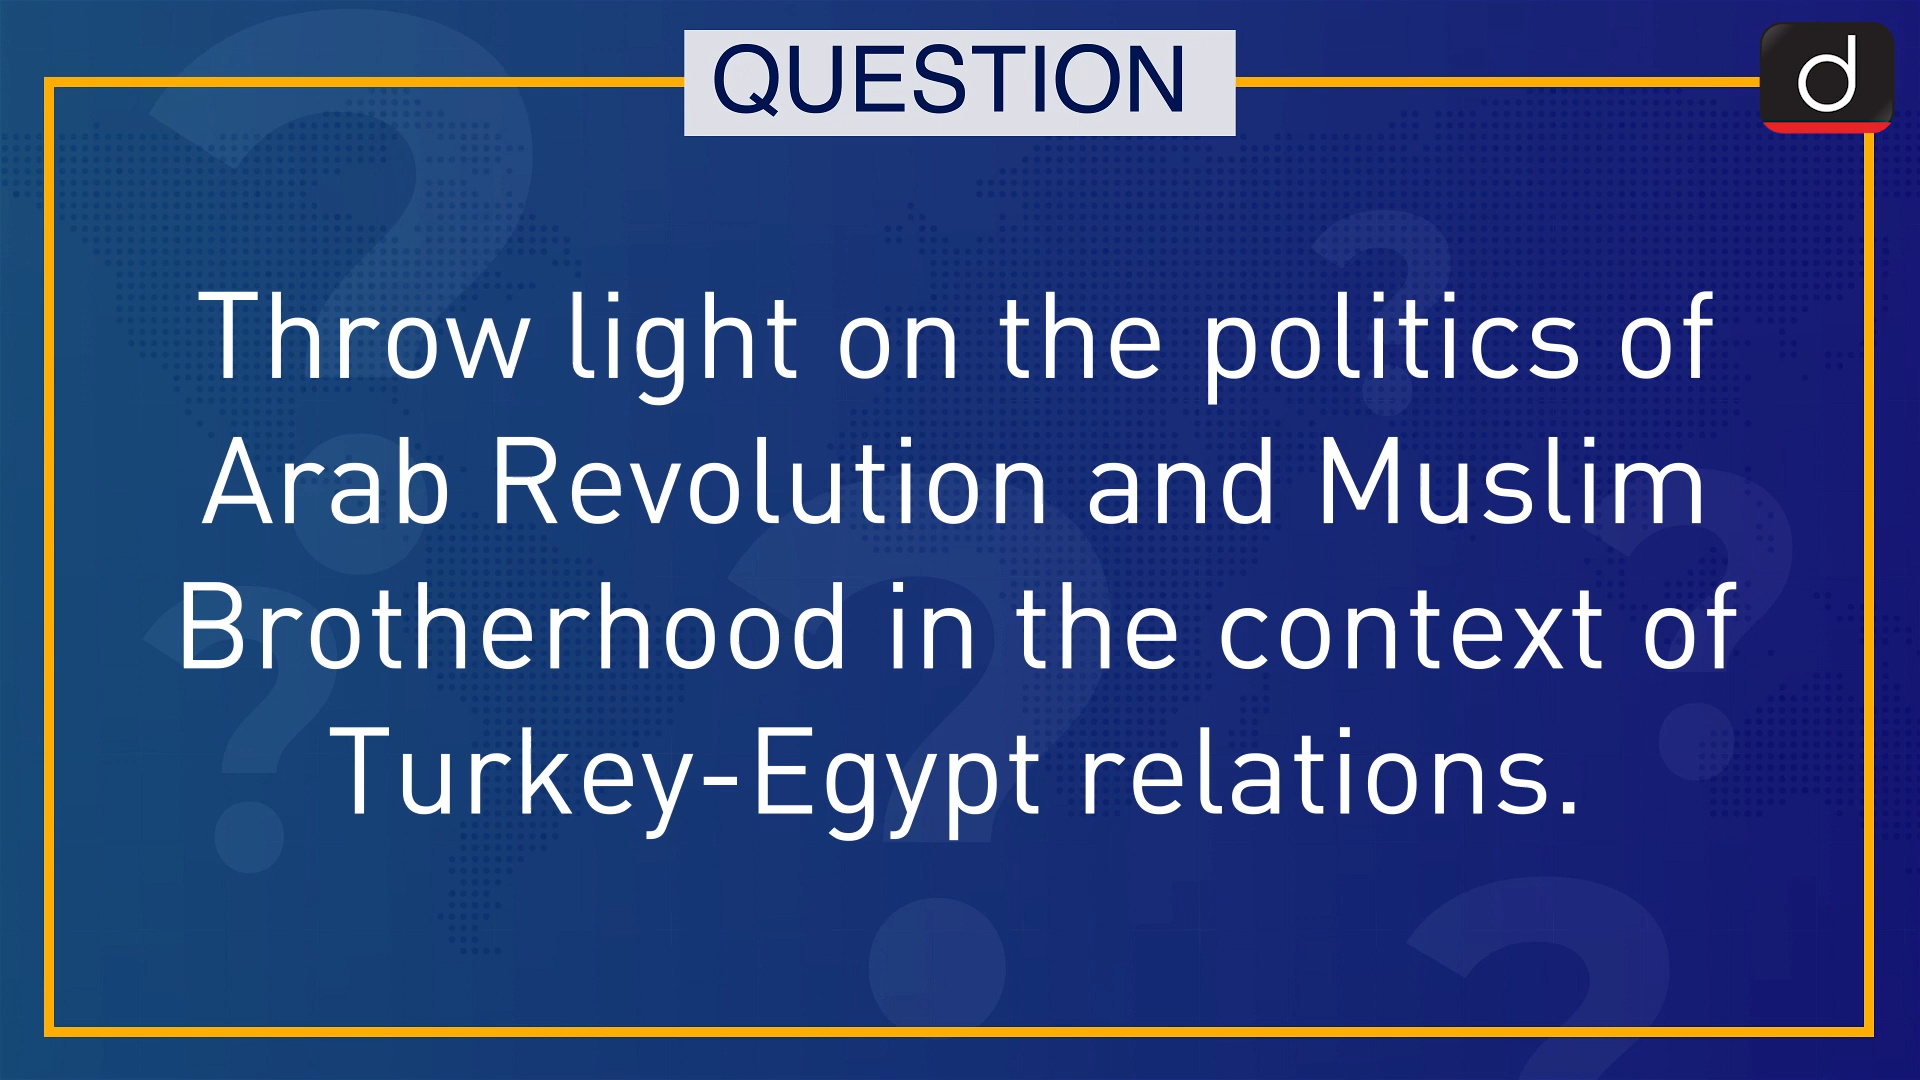 QUESTION
d
Throw light on the politics of
Arab Revolution and Muslim
Brotherhood in the context of
Turkey-Egypt relations.